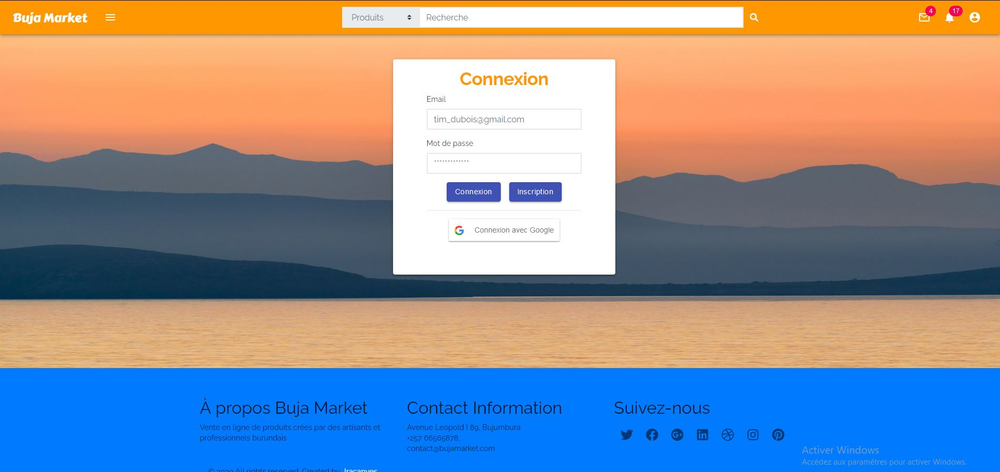 Buja Market
Produits
Recherche
4
17
Connexion
Email
tim_dubois@gmail.com
Mot de passe
*************
Connexion
Inscription
Connexion avec Google
À propos Buja Market
Vente en ligne de produits crées par des artisants et
professionnels burundais
Contact Information
Avenue Leopold I 89, Bujumbura
+257 66565878,
contact@bujamarket.com
Suivez-nous
Activer Windows
Accédez aux paramètres pour activer Windows.
© 2020 All rights reserved. Created by Iracanyes